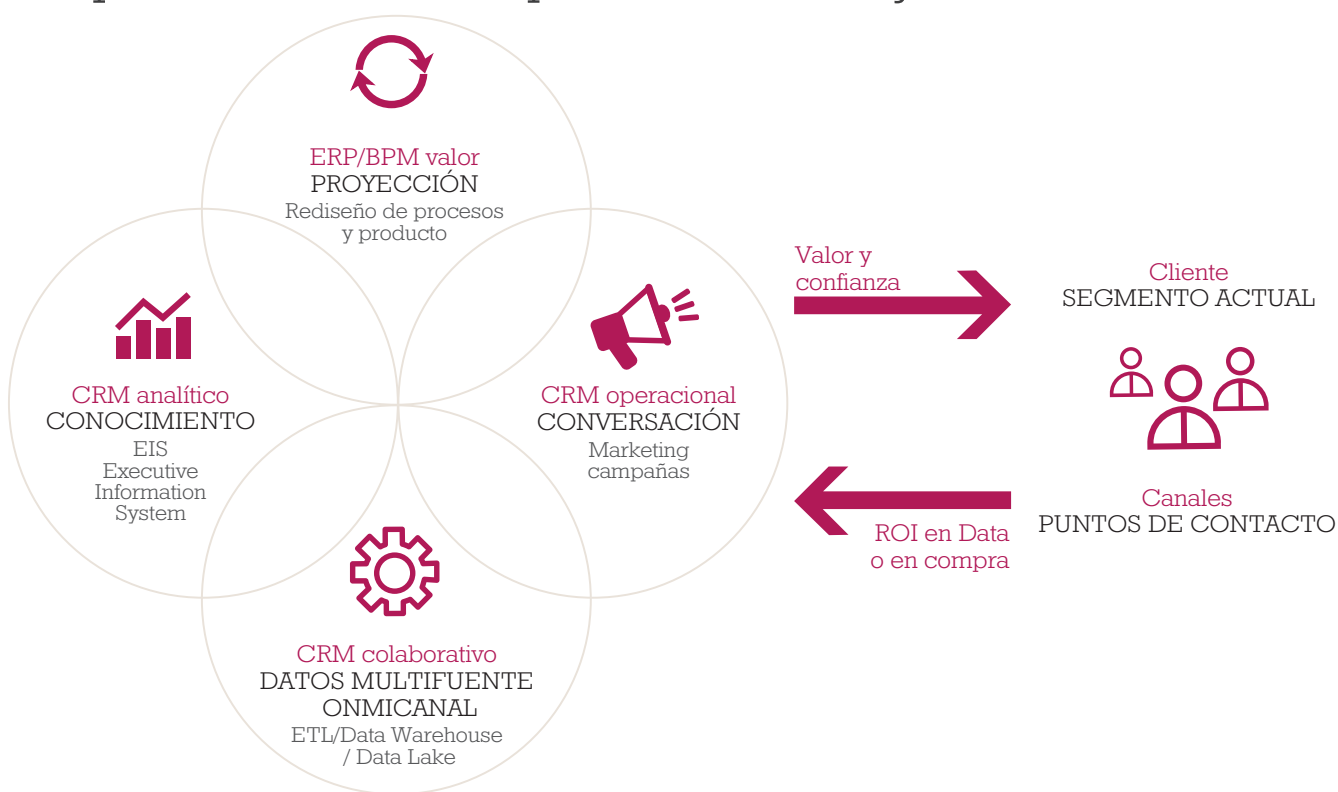 ERP/BPM valor
PROYECCIÓN
Rediseño de procesos
y producto
CRM analítico
CONOCIMIENTO
EIS
Executive
Information
System
CRM operacional
CONVERSACIÓN
Marketing
campañas
CRM colaborativo
DATOS MULTIFUENTE
ONMICANAL
ETL/Data Warehouse
/ Data Lake
Valor y
confianza
ROI en Data
o en compra
Cliente
SEGMENTO ACTUAL
Canales
PUNTOS DE CONTACTO